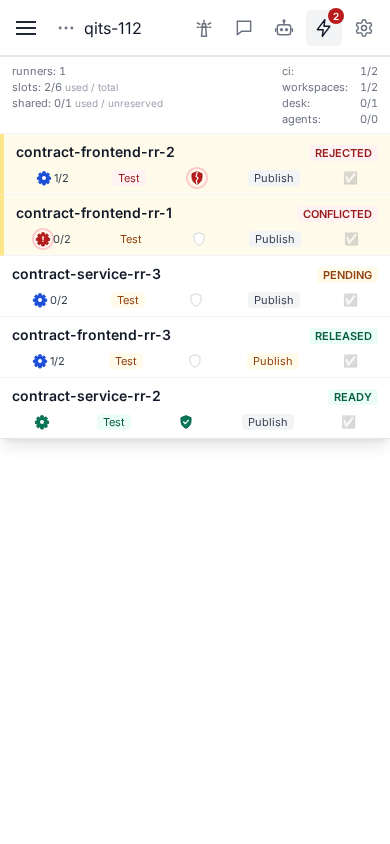 qits-112
2
runners: 1
slots: 2/6 used / total
shared: 0/1 used / unreserved
ci: 1/2
workspaces: 1/2
desk: 0/1
agents: 0/0
contract-frontend-rr-2 REJECTED
1/2 Test Publish
contract-frontend-rr-1 CONFLICTED
0/2 Test Publish
contract-service-rr-3 PENDING
0/2 Test Publish
contract-frontend-rr-3 RELEASED
1/2 Test Publish
contract-service-rr-2 READY
Test Publish